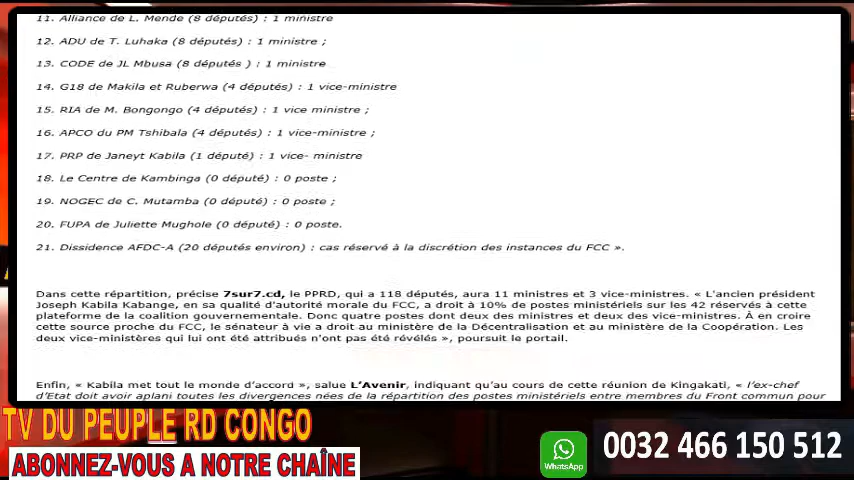 11. Alliance de L. Mende (8 députés) : 1 ministre
12. ADU de T. Luhaka (8 députés) : 1 ministre ;
13. CODE de JL Mbusa (8 députés ) : 1 ministre
14. G18 de Makila et Ruberwa (4 députés) : 1 vice-ministre
15. RIA de M. Bongongo (4 députés) : 1 vice ministre ;
16. APCO du PM Tshibala (4 députés) : 1 vice-ministre ;
17. PRP de Janeyt Kabila (1 député) : 1 vice- ministre
18. Le Centre de Kambinga (0 député) : 0 poste ;
19. NOGEC de C. Mutamba (0 député) : 0 poste ;
20. FUPA de Juliette Mughole (0 député) : 0 poste.
21. Dissidence AFDC-A (20 députés environ) : cas réservé à la discrétion des instances du FCC ».
Dans cette répartition, précise 7sur7.cd, le PPRD, qui a 118 députés, aura 11 ministres et 3 vice-ministres. « L'ancien président
Joseph Kabila Kabange, en sa qualité d'autorité morale du FCC, a droit à 10% de postes ministériels sur les 42 réservés à cette
plateforme de la coalition gouvernementale. Donc quatre postes dont deux des ministres et deux des vice-ministres. À en croire
cette source proche du FCC, le sénateur à vie a droit au ministère de la Décentralisation et au ministère de la Coopération. Les
deux vice-ministères qui lui ont été attribués n'ont pas été révélés », poursuit le portail.
Enfin, « Kabila met tout le monde d'accord », salue L'Avenir, indiquant qu'au cours de cette réunion de Kingakati, « l'ex-chef
d'Etat doit avoir aplani toutes les divergences nées de la répartition des postes ministériels entre membres du Front commun pour
TV DU PEUPLE RD CONGO
ABONNEZ-VOUS A NOTRE CHAÎNE
WhatsApp
0032 466 150 512